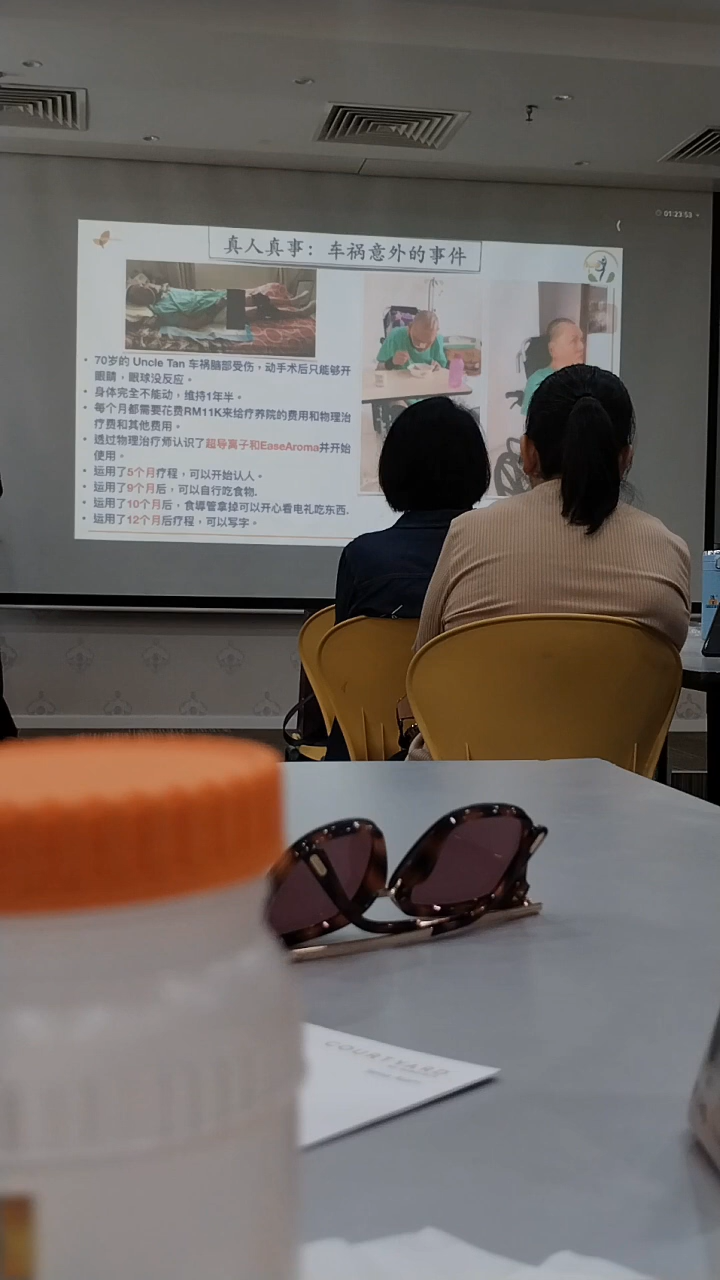 01:23:53
真人真事：车祸意外的事件
70岁的 Uncle Tan 车祸脑部受伤，动手术后只能够开
眼睛，眼球没反应。
身体完全不能动，维持1年半。
每个月都需要花费RM11K来给疗养院的费用和物理治
疗费和其他费用。
透过物理治疗师认识了超导离子和EaseAroma并开始
使用。
运用了5个月疗程，可以开始认人。
运用了9个月后，可以自行吃食物.
运用了10个月后，食導管拿掉可以开心看电礼吃东西.
运用了12个月后疗程，可以写字。
COURTYARD